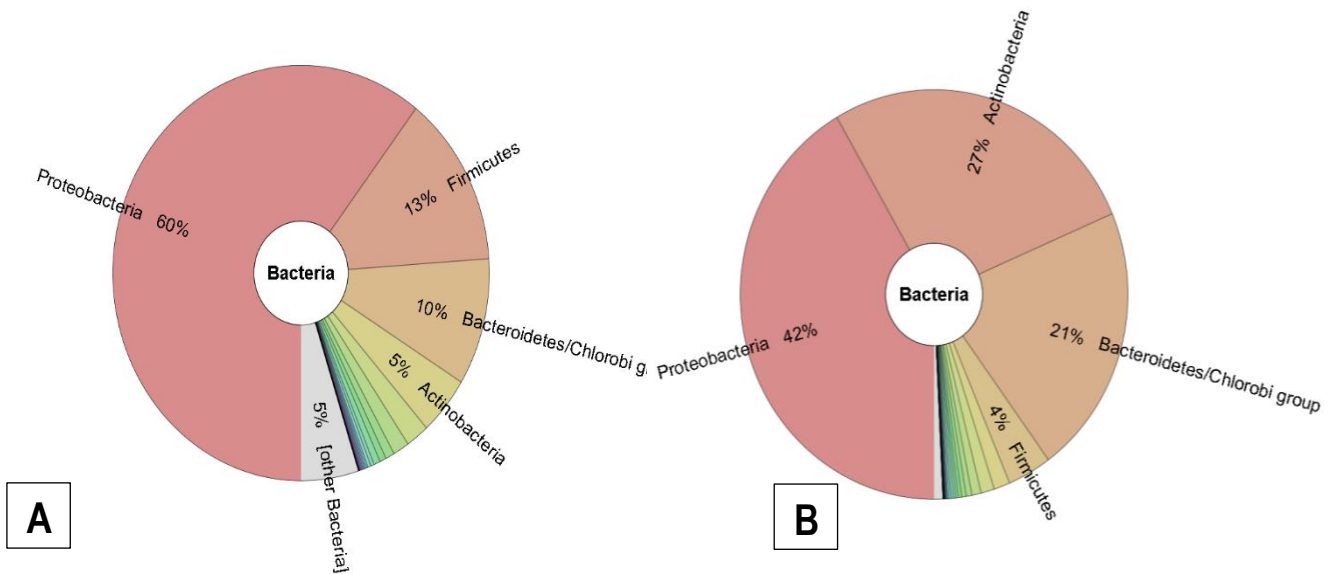 Proteobacteria 60%
13% Firmicutes
Bacteria
10% Bacteroidetes/Chlorobi g
5% Actinobacteria
5% [other Bacteria]
A
27% Actinobacteria
Proteobacteria 42%
Bacteria
21% Bacteroidetes/Chlorobi group
4% Firmicutes
B